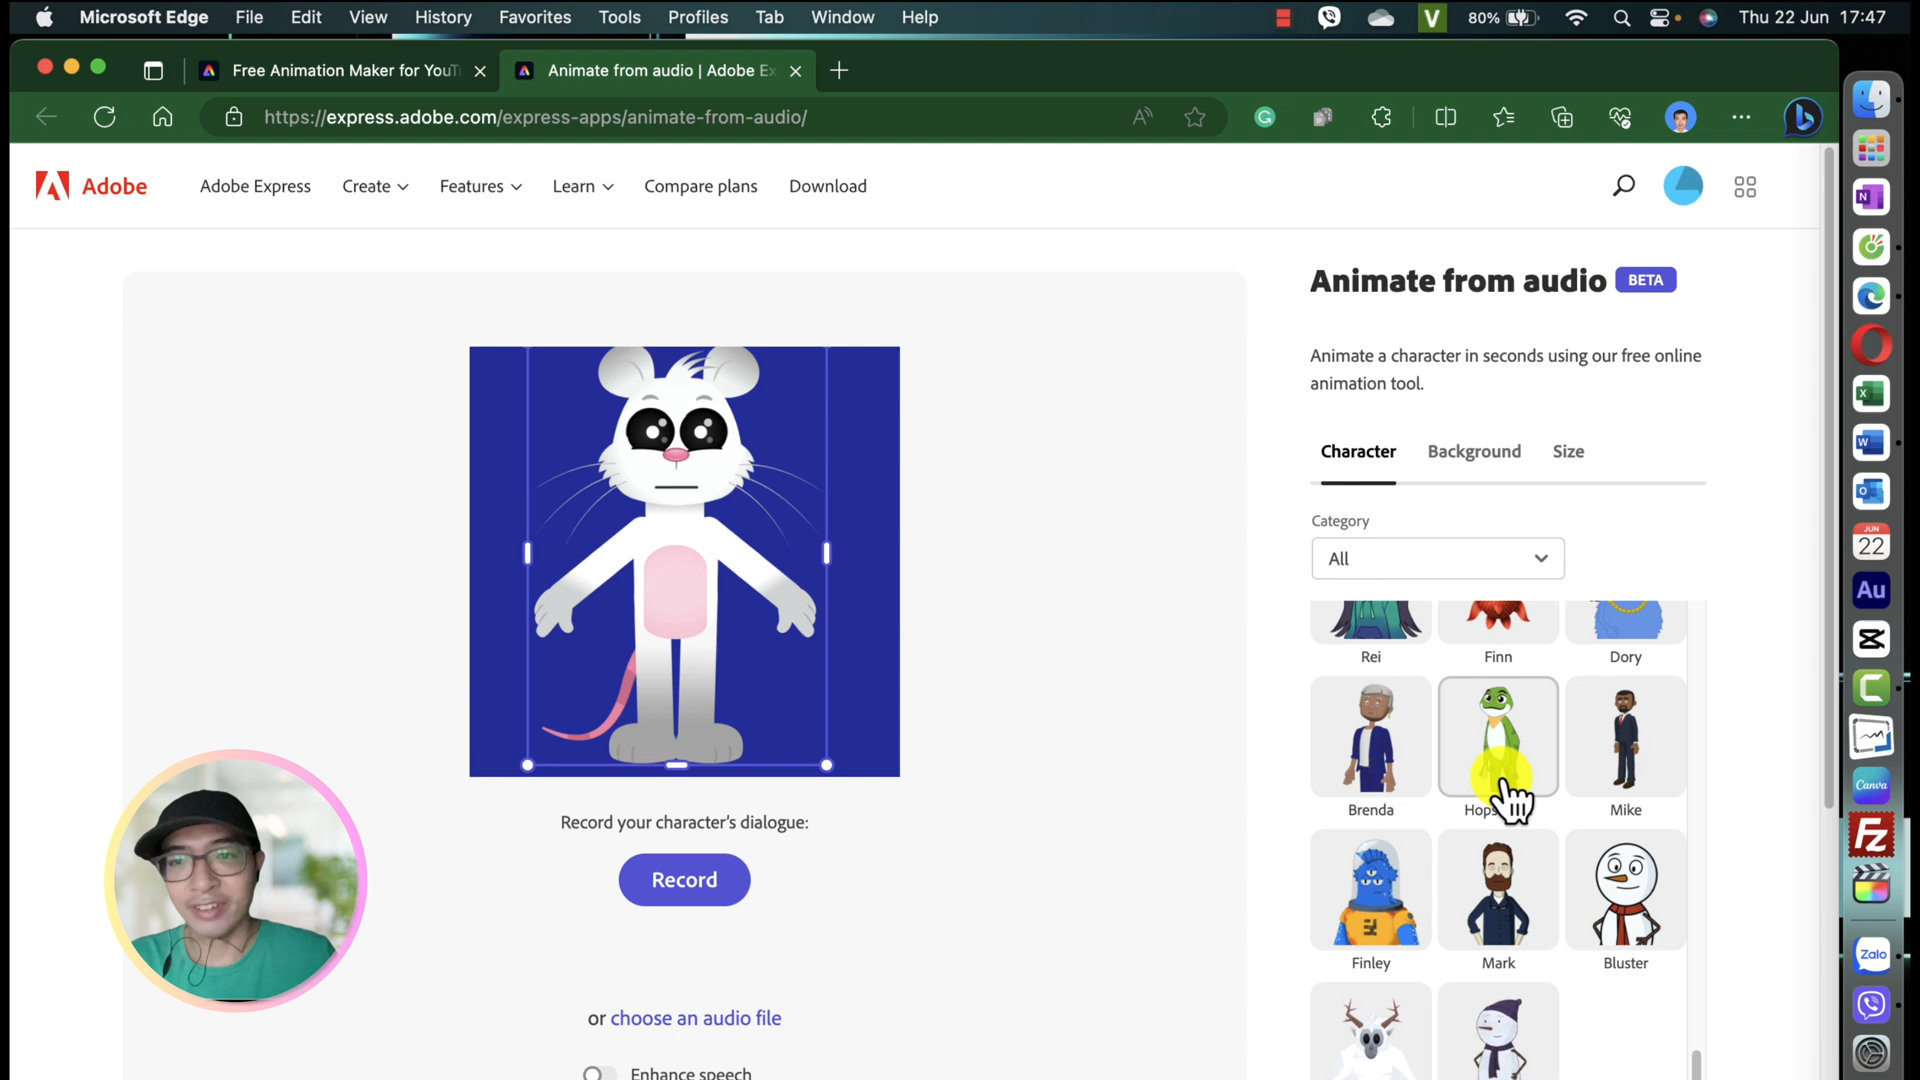 Microsoft Edge File Edit View History Favorites Tools Profiles Tab Window Help V 80% Thu 22 Jun 17:47
Free Animation Maker for YouT Animate from audio | Adobe Ex
https://express.adobe.com/express-apps/animate-from-audio/
Adobe Adobe Express Create Features Learn Compare plans Download
Animate from audio BETA
Animate a character in seconds using our free online
animation tool.
Character Background Size
Category
All
Rei Finn Dory
Brenda Hops Mike
Finley Mark Bluster
Record your character's dialogue:
Record
or choose an audio file
Enhance speech
JUN
22
Au
Canva
Fz
Zalo